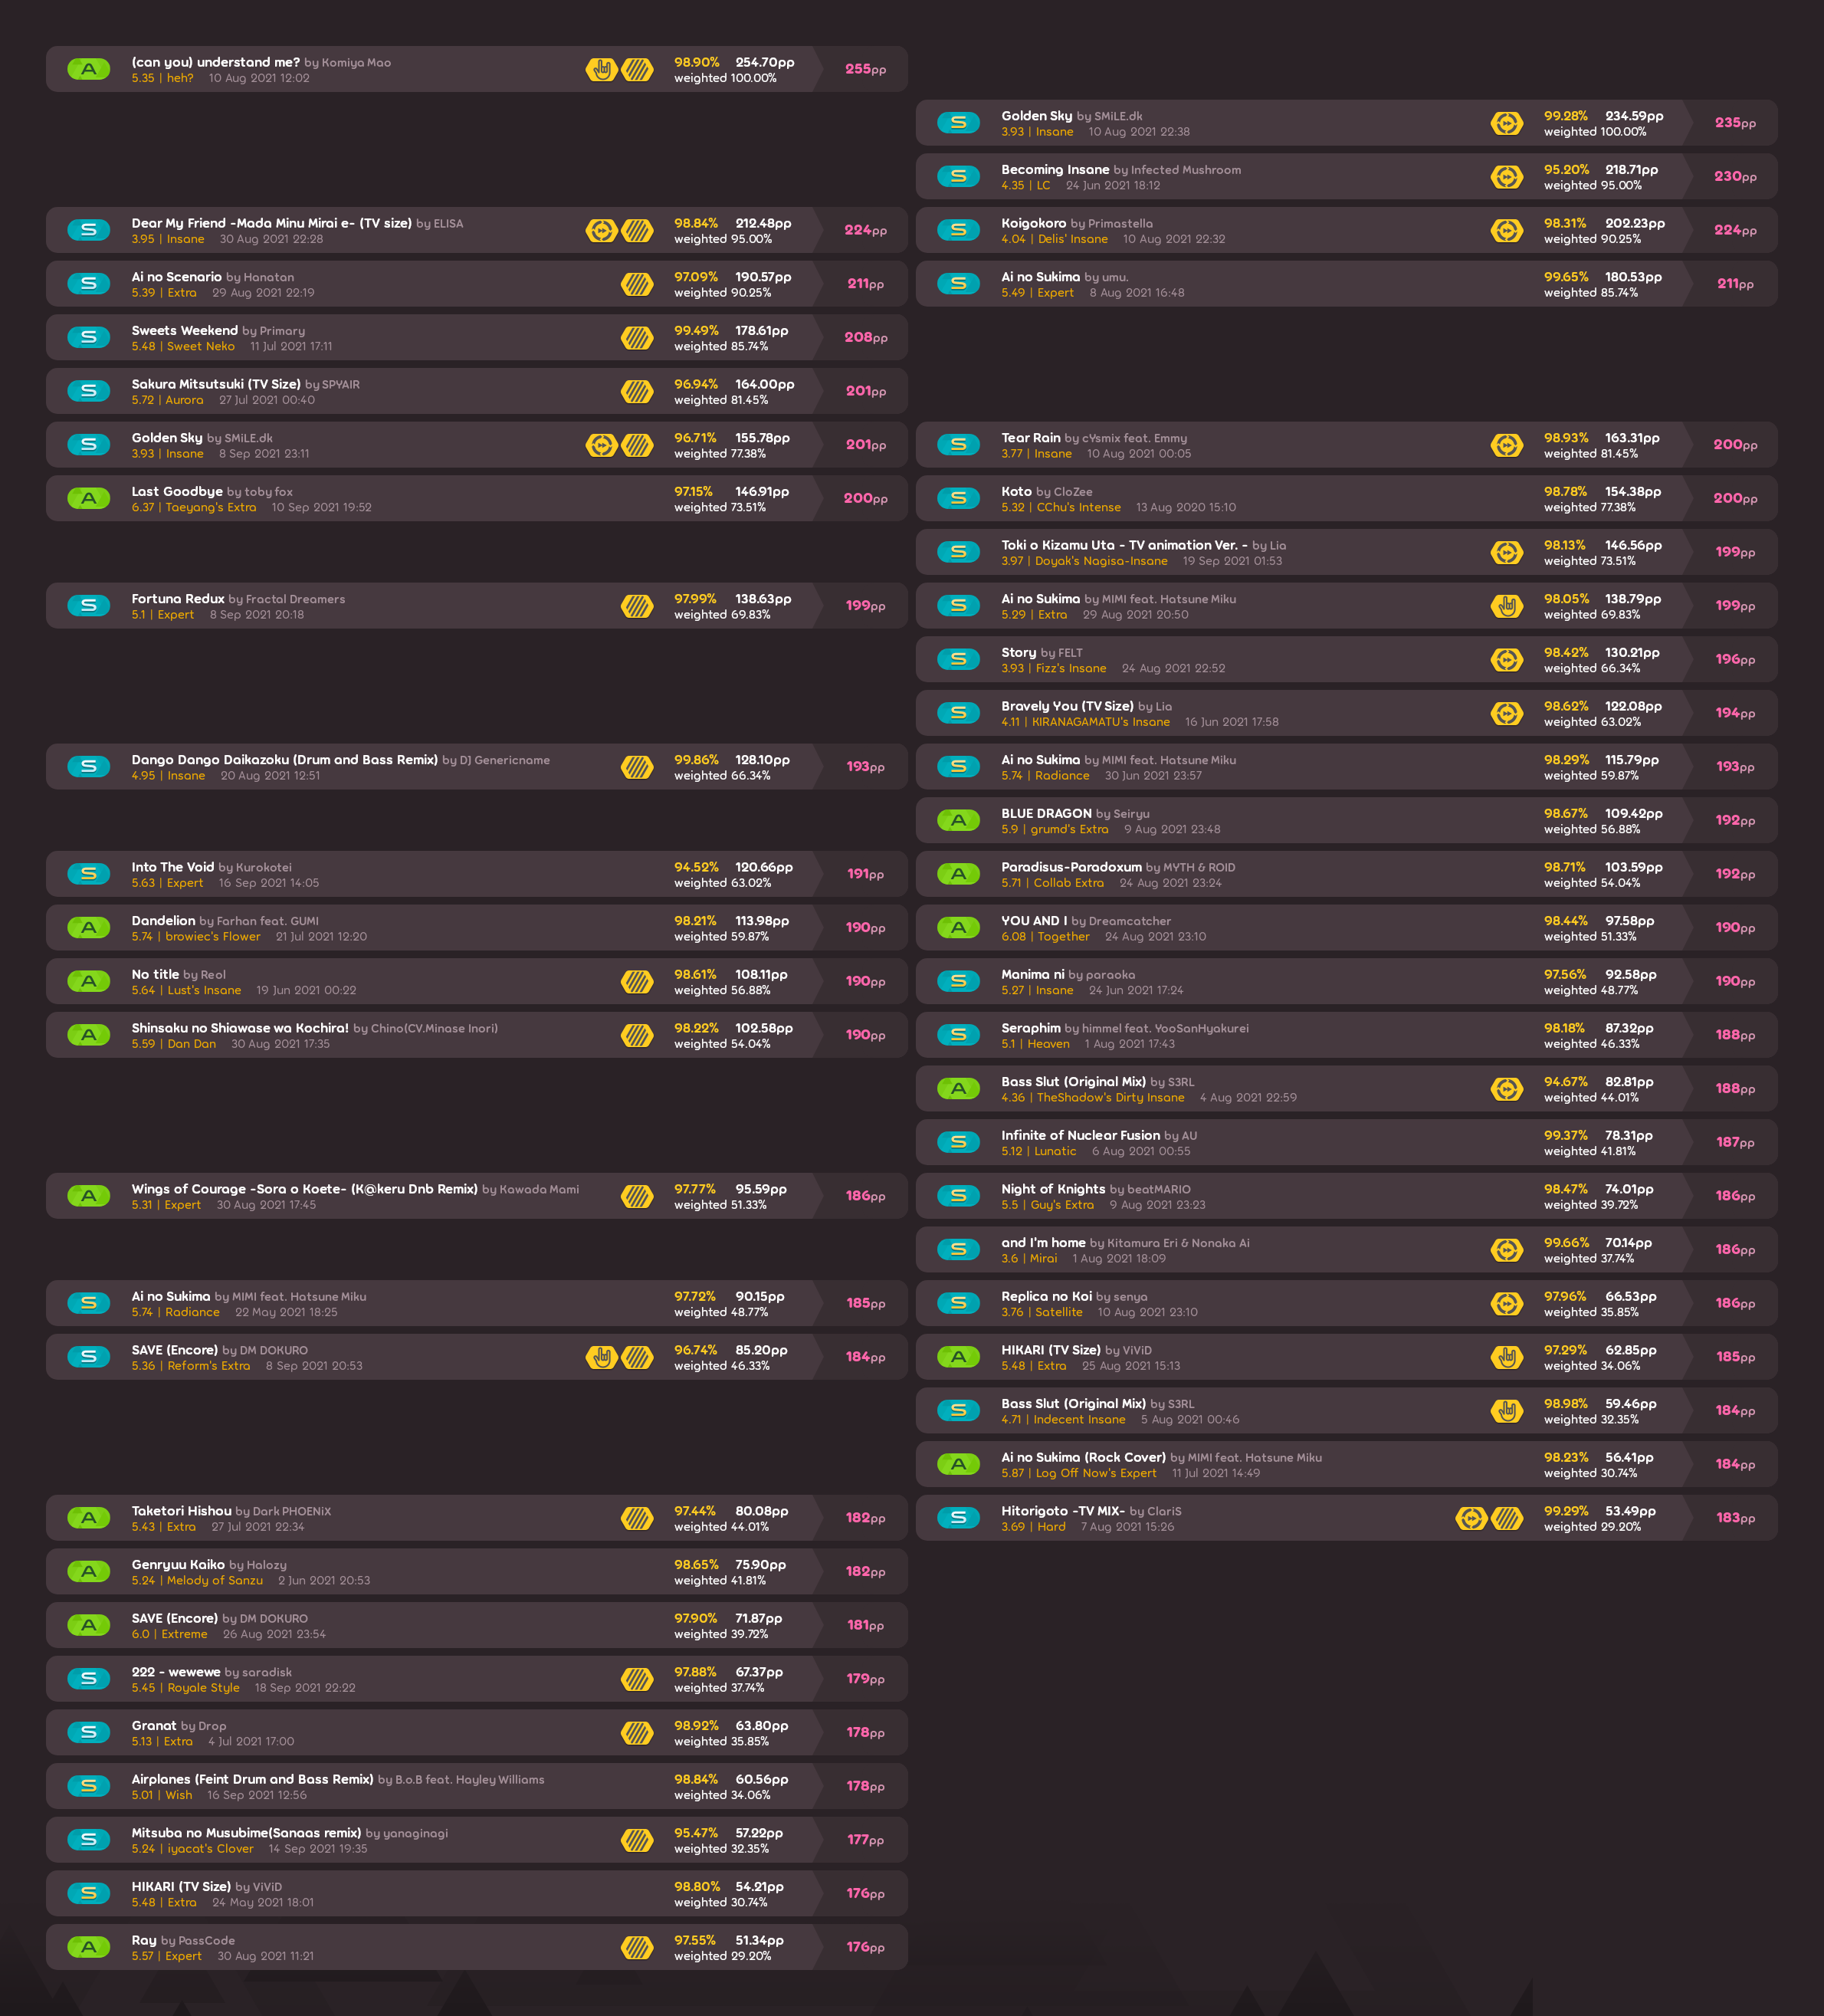 A
(can you) understand me? by Komiya Mao
5.35 | heh? 10 Aug 2021 12:02
98.90% 254.70pp
weighted 100.00%
255pp
S
Golden Sky by SMiLE.dk
3.93 | Insane 10 Aug 2021 22:38
99.28% 234.59pp
weighted 100.00%
235pp
S
Becoming Insane by Infected Mushroom
4.35 | LC 24 Jun 2021 18:12
95.20% 218.71pp
weighted 95.00%
230pp
S
Dear My Friend -Mada Minu Mirai e- (TV size) by ELISA
3.95 | Insane 30 Aug 2021 22:28
98.84% 212.48pp
weighted 95.00%
224pp
S
Koigokoro by Primastella
4.04 | Delis' Insane 10 Aug 2021 22:32
98.31% 202.23pp
weighted 90.25%
224pp
S
Ai no Scenario by Hanatan
5.39 | Extra 29 Aug 2021 22:19
97.09% 190.57pp
weighted 90.25%
211pp
S
Ai no Sukima by umu.
5.49 | Expert 8 Aug 2021 16:48
99.65% 180.53pp
weighted 85.74%
211pp
S
Sweets Weekend by Primary
5.48 | Sweet Neko 11 Jul 2021 17:11
99.49% 178.61pp
weighted 85.74%
208pp
S
Sakura Mitsutsuki (TV Size) by SPYAIR
5.72 | Aurora 27 Jul 2021 00:40
96.94% 164.00pp
weighted 81.45%
201pp
S
Golden Sky by SMiLE.dk
3.93 | Insane 8 Sep 2021 23:11
96.71% 155.78pp
weighted 77.38%
201pp
S
Tear Rain by cYsmix feat. Emmy
3.77 | Insane 10 Aug 2021 00:05
98.93% 163.31pp
weighted 81.45%
200pp
A
Last Goodbye by toby fox
6.37 | Taeyang's Extra 10 Sep 2021 19:52
97.15% 146.91pp
weighted 73.51%
200pp
S
Koto by CloZee
5.32 | CChu's Intense 13 Aug 2020 15:10
98.78% 154.38pp
weighted 77.38%
200pp
S
Toki o Kizamu Uta - TV animation Ver. - by Lia
3.97 | Doyak's Nagisa-Insane 19 Sep 2021 01:53
98.13% 146.56pp
weighted 73.51%
199pp
S
Fortuna Redux by Fractal Dreamers
5.1 | Expert 8 Sep 2021 20:18
97.99% 138.63pp
weighted 69.83%
199pp
S
Ai no Sukima by MIMI feat. Hatsune Miku
5.29 | Extra 29 Aug 2021 20:50
98.05% 138.79pp
weighted 69.83%
199pp
S
Story by FELT
3.93 | Fizz's Insane 24 Aug 2021 22:52
98.42% 130.21pp
weighted 66.34%
196pp
S
Bravely You (TV Size) by Lia
4.11 | KIRANAGAMATU's Insane 16 Jun 2021 17:58
98.62% 122.08pp
weighted 63.02%
194pp
S
Dango Dango Daikazoku (Drum and Bass Remix) by DJ Genericname
4.95 | Insane 20 Aug 2021 12:51
99.86% 128.10pp
weighted 66.34%
193pp
S
Ai no Sukima by MIMI feat. Hatsune Miku
5.74 | Radiance 30 Jun 2021 23:57
98.29% 115.79pp
weighted 59.87%
193pp
A
BLUE DRAGON by Seiryu
5.9 | grumd's Extra 9 Aug 2021 23:48
98.67% 109.42pp
weighted 56.88%
192pp
S
Into The Void by Kurokotei
5.63 | Expert 16 Sep 2021 14:05
94.52% 120.66pp
weighted 63.02%
191pp
A
Paradisus-Paradoxum by MYTH & ROID
5.71 | Collab Extra 24 Aug 2021 23:24
98.71% 103.59pp
weighted 54.04%
192pp
A
Dandelion by Farhan feat. GUMI
5.74 | browiec's Flower 21 Jul 2021 12:20
98.21% 113.98pp
weighted 59.87%
190pp
A
YOU AND I by Dreamcatcher
6.08 | Together 24 Aug 2021 23:10
98.44% 97.58pp
weighted 51.33%
190pp
A
No title by Reol
5.64 | Lust's Insane 19 Jun 2021 00:22
98.61% 108.11pp
weighted 56.88%
190pp
S
Manima ni by paraoka
5.27 | Insane 24 Jun 2021 17:24
97.56% 92.58pp
weighted 48.77%
190pp
A
Shinsaku no Shiawase wa Kochira! by Chino(CV.Minase Inori)
5.59 | Dan Dan 30 Aug 2021 17:35
98.22% 102.58pp
weighted 54.04%
190pp
S
Seraphim by himmel feat. YooSanHyakurei
5.1 | Heaven 1 Aug 2021 17:43
98.18% 87.32pp
weighted 46.33%
188pp
A
Bass Slut (Original Mix) by S3RL
4.36 | TheShadow's Dirty Insane 4 Aug 2021 22:59
94.67% 82.81pp
weighted 44.01%
188pp
S
Infinite of Nuclear Fusion by AU
5.12 | Lunatic 6 Aug 2021 00:55
99.37% 78.31pp
weighted 41.81%
187pp
A
Wings of Courage -Sora o Koete- (K@keru Dnb Remix) by Kawada Mami
5.31 | Expert 30 Aug 2021 17:45
97.77% 95.59pp
weighted 51.33%
186pp
S
Night of Knights by beatMARIO
5.5 | Guy's Extra 9 Aug 2021 23:23
98.47% 74.01pp
weighted 39.72%
186pp
S
and I'm home by Kitamura Eri & Nonaka Ai
3.6 | Mirai 1 Aug 2021 18:09
99.66% 70.14pp
weighted 37.74%
186pp
S
Ai no Sukima by MIMI feat. Hatsune Miku
5.74 | Radiance 22 May 2021 18:25
97.72% 90.15pp
weighted 48.77%
185pp
S
Replica no Koi by senya
3.76 | Satellite 10 Aug 2021 23:10
97.96% 66.53pp
weighted 35.85%
186pp
S
SAVE (Encore) by DM DOKURO
5.36 | Reform's Extra 8 Sep 2021 20:53
96.74% 85.20pp
weighted 46.33%
184pp
A
HIKARI (TV Size) by ViViD
5.48 | Extra 25 Aug 2021 15:13
97.29% 62.85pp
weighted 34.06%
185pp
S
Bass Slut (Original Mix) by S3RL
4.71 | Indecent Insane 5 Aug 2021 00:46
98.98% 59.46pp
weighted 32.35%
184pp
A
Ai no Sukima (Rock Cover) by MIMI feat. Hatsune Miku
5.87 | Log Off Now's Expert 11 Jul 2021 14:49
98.23% 56.41pp
weighted 30.74%
184pp
A
Taketori Hishou by Dark PHOENiX
5.43 | Extra 27 Jul 2021 22:34
97.44% 80.08pp
weighted 44.01%
182pp
S
Hitorigoto -TV MIX- by ClariS
3.69 | Hard 7 Aug 2021 15:26
99.29% 53.49pp
weighted 29.20%
183pp
A
Genryuu Kaiko by Halozy
5.24 | Melody of Sanzu 2 Jun 2021 20:53
98.65% 75.90pp
weighted 41.81%
182pp
A
SAVE (Encore) by DM DOKURO
6.0 | Extreme 26 Aug 2021 23:54
97.90% 71.87pp
weighted 39.72%
181pp
S
222 - wewewe by saradisk
5.45 | Royale Style 18 Sep 2021 22:22
97.88% 67.37pp
weighted 37.74%
179pp
S
Granat by Drop
5.13 | Extra 4 Jul 2021 17:00
98.92% 63.80pp
weighted 35.85%
178pp
S
Airplanes (Feint Drum and Bass Remix) by B.o.B feat. Hayley Williams
5.01 | Wish 16 Sep 2021 12:56
98.84% 60.56pp
weighted 34.06%
178pp
S
Mitsuba no Musubime(Sanaas remix) by yanaginagi
5.24 | iyacat's Clover 14 Sep 2021 19:35
95.47% 57.22pp
weighted 32.35%
177pp
S
HIKARI (TV Size) by ViViD
5.48 | Extra 24 May 2021 18:01
98.80% 54.21pp
weighted 30.74%
176pp
A
Ray by PassCode
5.57 | Expert 30 Aug 2021 11:21
97.55% 51.34pp
weighted 29.20%
176pp